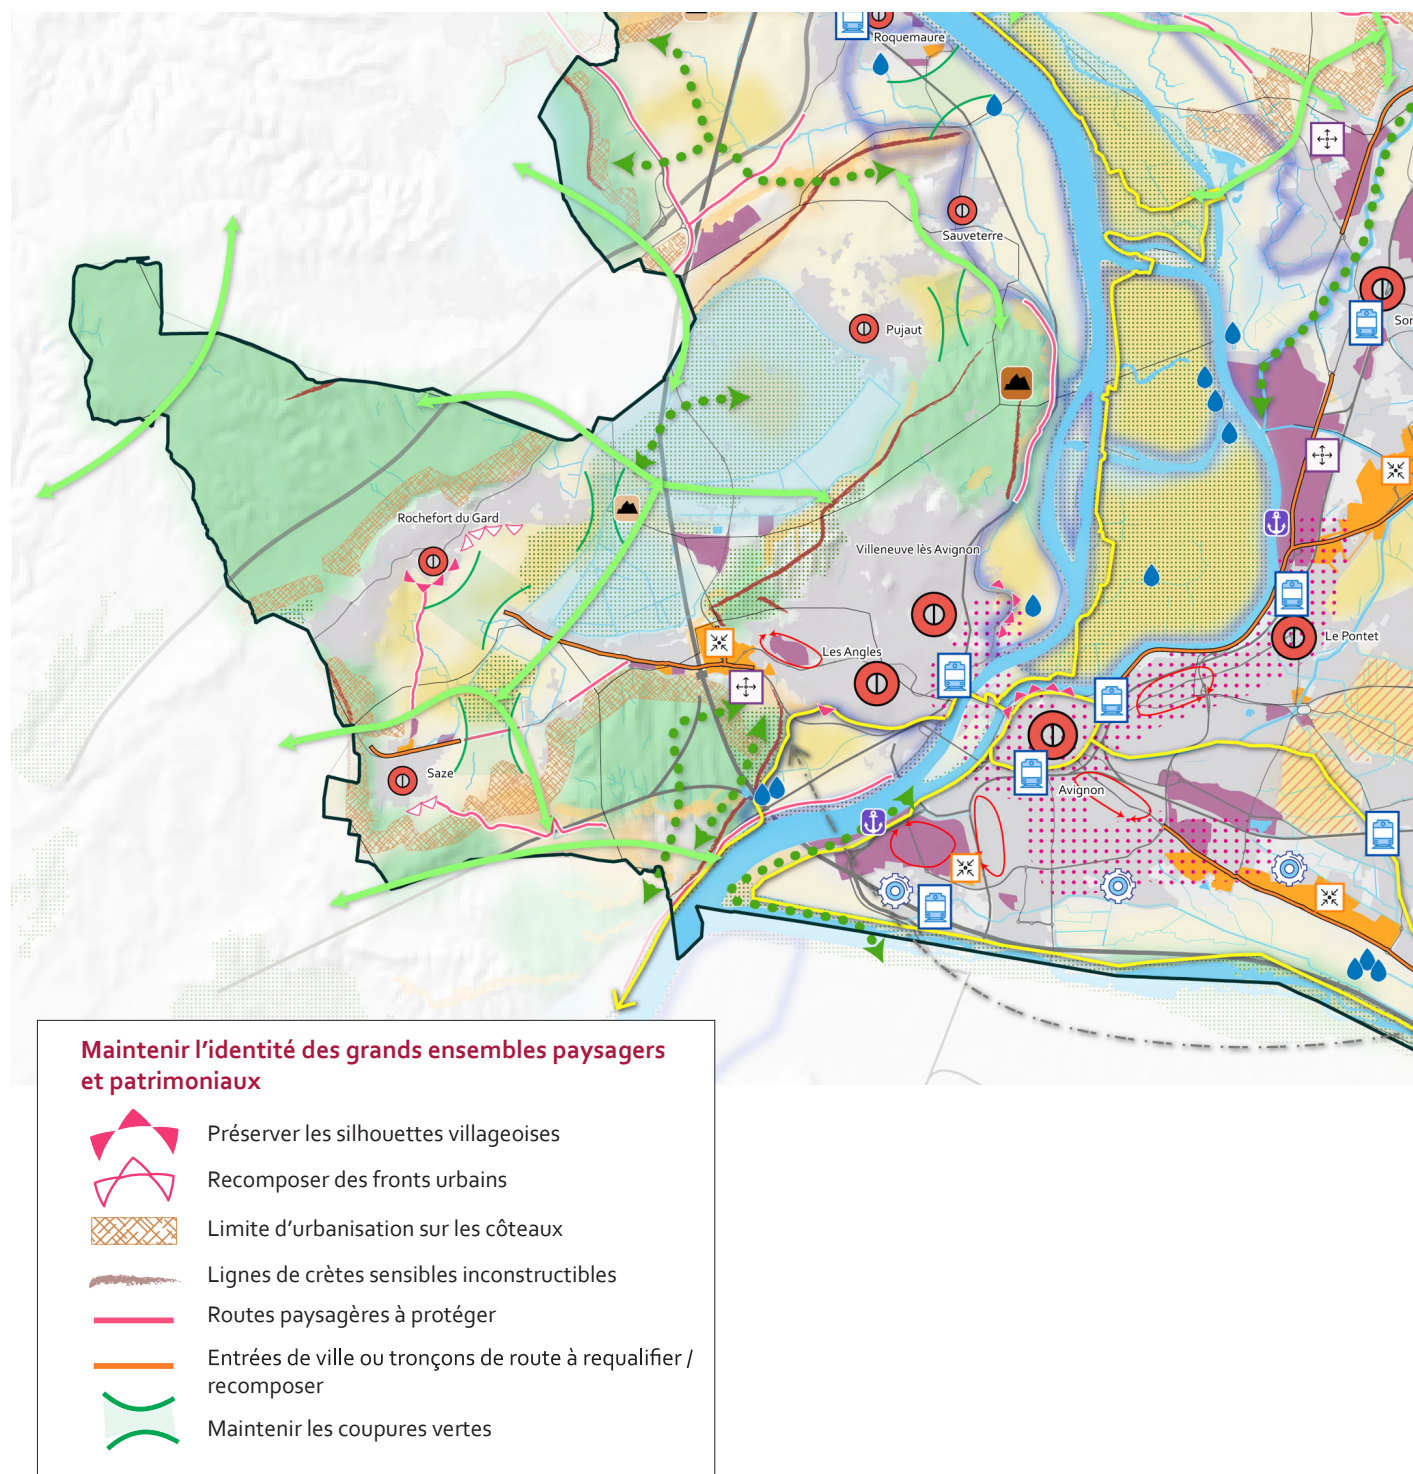 Roquemaure
Sauveterre
Pujaut
Sor
Rochefort du Gard
Villeneuve lès Avignon
Les Angles
Le Pontet
Saze
Avignon
Maintenir l'identité des grands ensembles paysagers
et patrimoniaux
Préserver les silhouettes villageoises
Recomposer des fronts urbains
Limite d'urbanisation sur les côteaux
Lignes de crètes sensibles inconstructibles
Routes paysagères à protéger
Entrées de ville ou tronçons de route à requalifier /
recomposer
Maintenir les coupures vertes